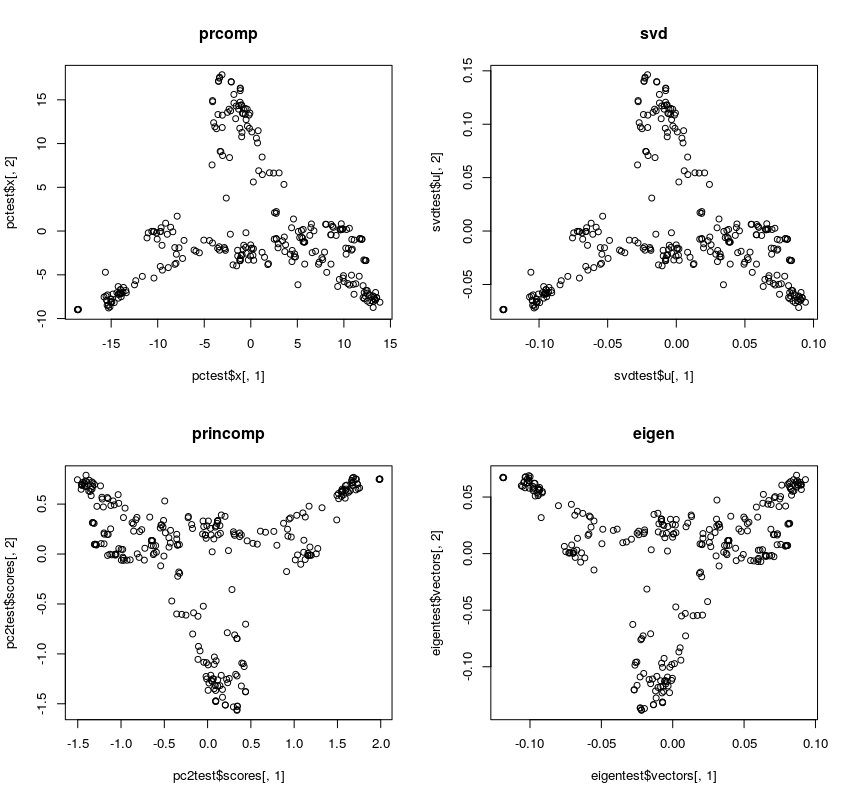 prcomp
pctest$x[, 2]
15
10
5
0
-5
-10
-15 -10 -5 0 5 10 15
pctest$x[, 1]
svd
svdtest$u[, 2]
0.15
0.10
0.05
0.00
-0.05
-0.10 -0.05 0.00 0.05 0.10
svdtest$u[, 1]
princomp
pc2test$scores[, 2]
0.5
0.0
-0.5
-1.0
-1.5
-1.5 -1.0 -0.5 0.0 0.5 1.0 1.5 2.0
pc2test$scores[, 1]
eigen
eigentest$vectors[, 2]
0.05
0.00
-0.05
-0.10
-0.10 -0.05 0.00 0.05 0.10
eigentest$vectors[, 1]